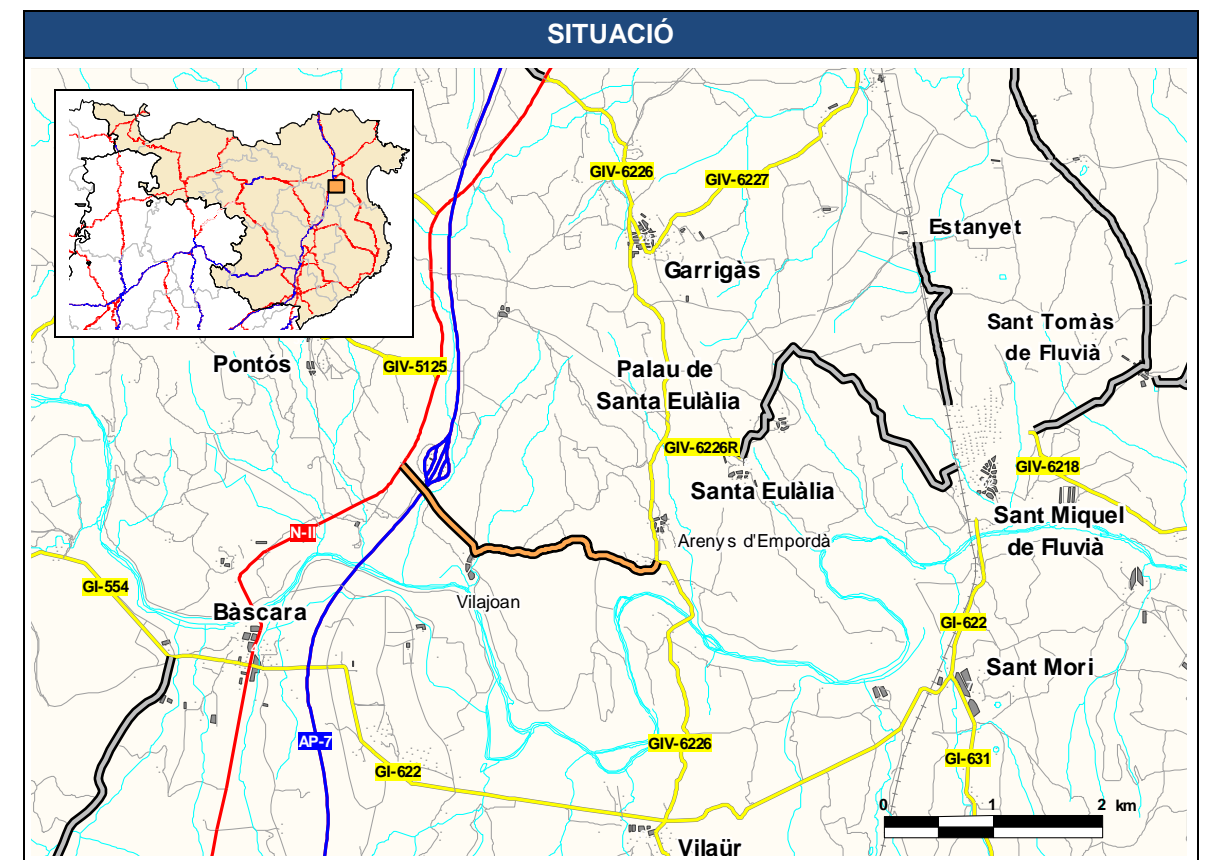 SITUACIÓ
GIV-6226
GIV-6227
Estanyet
Garrigàs
Sant Tomàs
de Fluvià
Pontós
GIV-5125
Palau de
Santa Eulàlia
GIV-6226R
GIV-6218
Santa Eulàlia
Sant Miquel
de Fluvià
N-II
Arenys d'Empordà
GI-554
Vilajoan
Bàscara
GI-622
Sant Mori
AP-7
GIV-6226
GI-631
GI-622
0 1 2 km
Vilaür